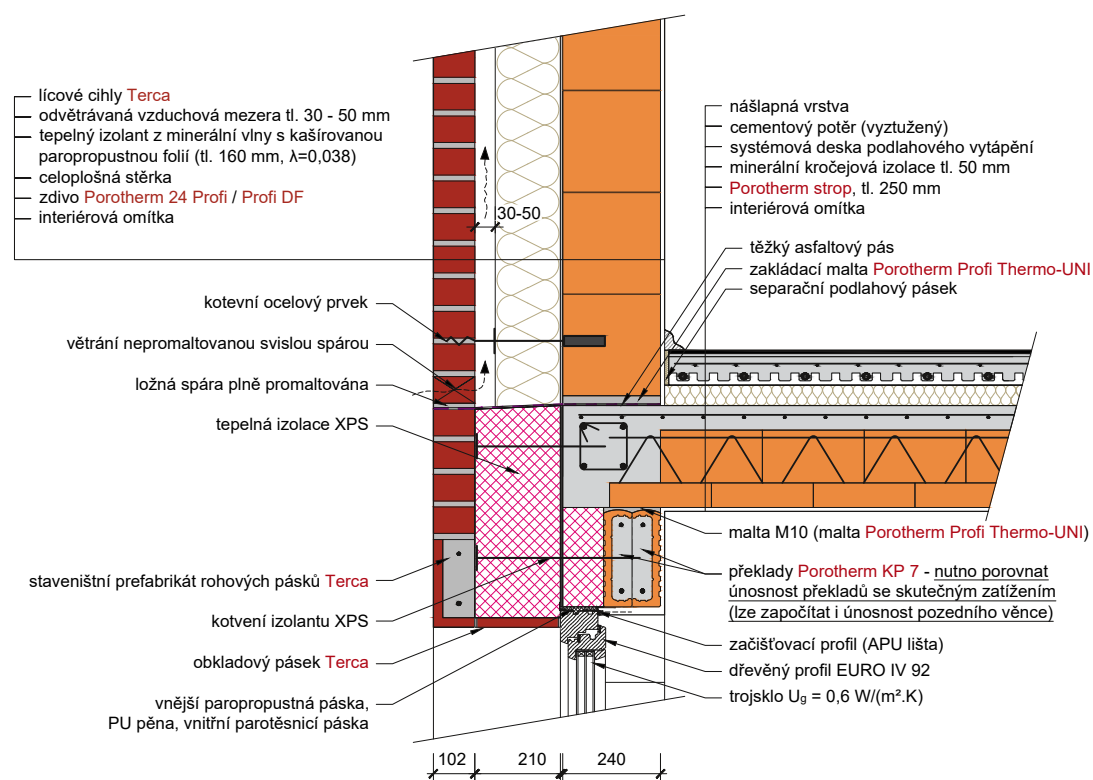 lícové cihly Terca
odvětrávaná vzduchová mezera tl. 30 - 50 mm
tepelný izolant z minerální vlny s kašírovanou
paropropustnou folií (tl. 160 mm, λ=0,038)
celoplošná stěrka
zdivo Porotherm 24 Profi / Profi DF
interiérová omítka
30-50
nášlapná vrstva
cementový potěr (vyztužený)
systémová deska podlahového vytápění
minerální kročejová izolace tl. 50 mm
Porotherm strop, tl. 250 mm
interiérová omítka
těžký asfaltový pás
zakládací malta Porotherm Profi Thermo-UNI
separační podlahový pásek
kotevní ocelový prvek
větrání nepromaltovanou svislou spárou
ložná spára plně promaltována
tepelná izolace XPS
staveništní prefabrikát rohových pásků Terca
kotvení izolantu XPS
obkladový pásek Terca
vnější paropropustná páska,
PU pěna, vnitřní parotěsnicí páska
malta M10 (malta Porotherm Profi Thermo-UNI)
překlady Porotherm KP 7 - nutno porovnat
únosnost překladů se skutečným zatížením
(lze započítat i únosnost pozedního věnce)
začišťovací profil (APU lišta)
dřevěný profil EURO IV 92
trojsklo Ug = 0,6 W/(m².K)
102
210
240